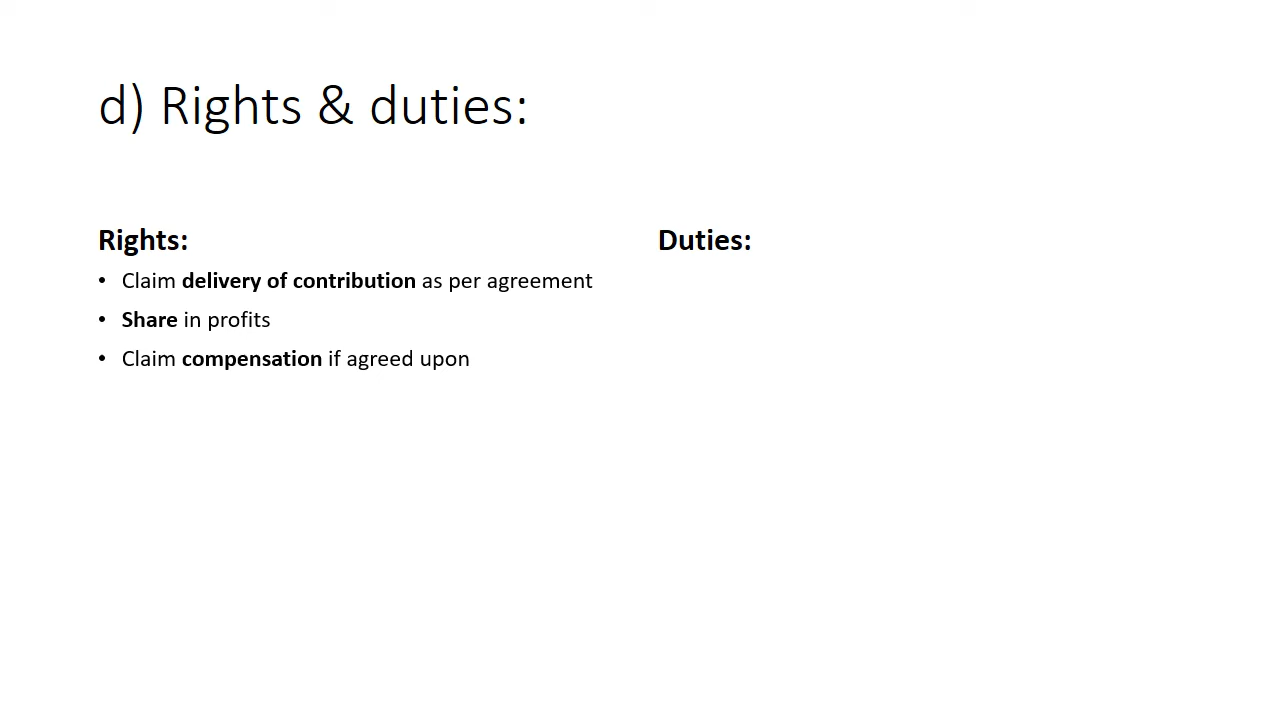 d) Rights & duties:
Rights:
• Claim delivery of contribution as per agreement
• Share in profits
• Claim compensation if agreed upon
Duties: